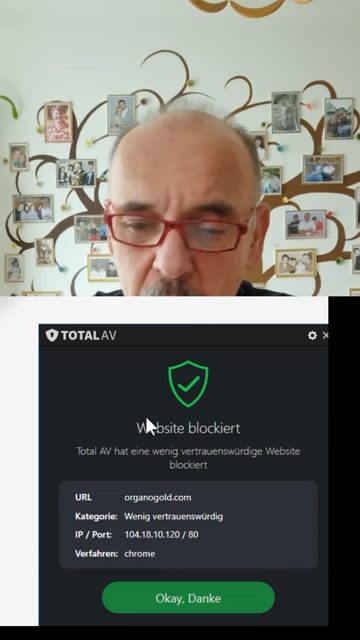 TOTAL AV
Website blockiert
Total AV hat eine wenig vertrauenswürdige Website
blockiert
URL organogold.com
Kategorie: Wenig vertrauenswürdig
IP / Port: 104.18.10.120 / 80
Verfahren: chrome
Okay, Danke